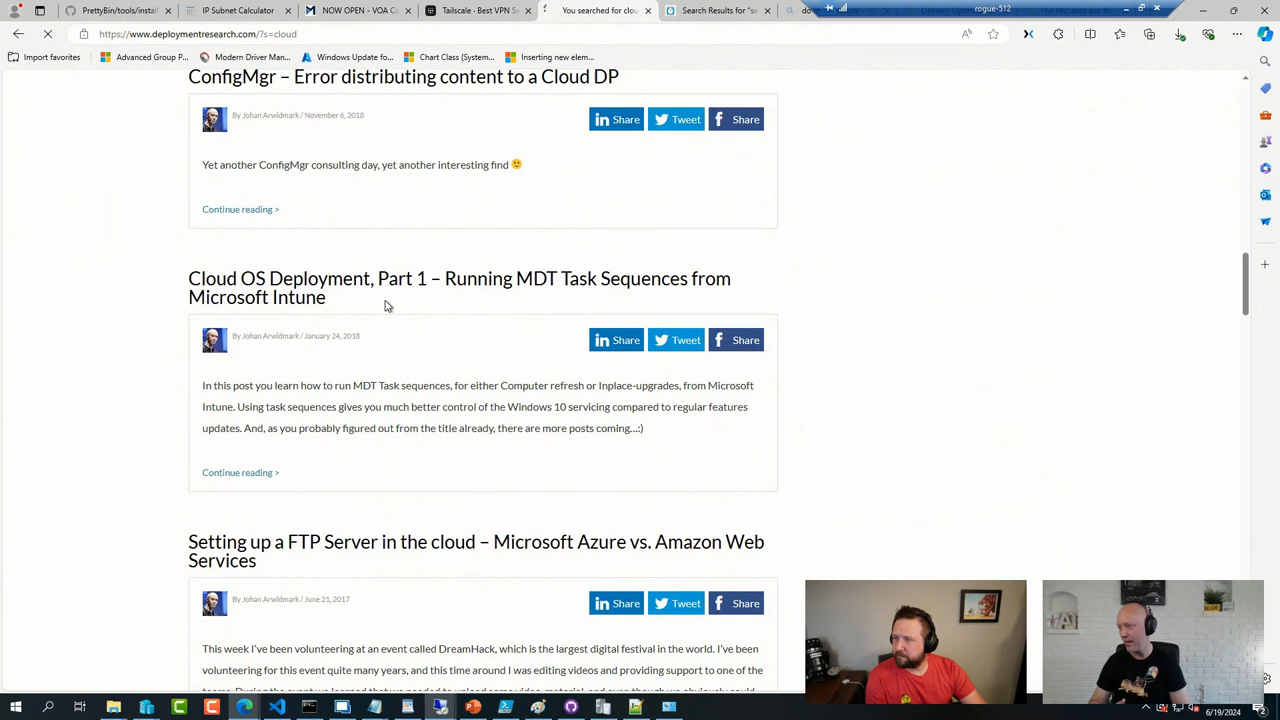 PrettyBin/tools/install
IP Subnet Calculator
NOW OPEN - VOA Co
Tailscale - Best VPN Se
You searched for clou
Search Results for "se
rogue-512
https://www.deploymentresearch.com/?s=cloud
Import favorites
Advanced Group P...
Modern Driver Man...
Windows Update fo...
Chart Class (System...
Inserting new elem...
ConfigMgr – Error distributing content to a Cloud DP
By Johan Arwidmark / November 6, 2018
Share
Tweet
Share
Yet another ConfigMgr consulting day, yet another interesting find 🙂
Continue reading >
Cloud OS Deployment, Part 1 – Running MDT Task Sequences from
Microsoft Intune
By Johan Arwidmark / January 24, 2018
Share
Tweet
Share
In this post you learn how to run MDT Task sequences, for either Computer refresh or Inplace-upgrades, from Microsoft
Intune. Using task sequences gives you much better control of the Windows 10 servicing compared to regular features
updates. And, as you probably figured out from the title already, there are more posts coming...:)
Continue reading >
Setting up a FTP Server in the cloud – Microsoft Azure vs. Amazon Web
Services
By Johan Arwidmark / June 21, 2017
Share
Tweet
Share
This week I've been volunteering at an event called DreamHack, which is the largest digital festival in the world. I've been
volunteering for this event quite many years, and this time around I was editing videos and providing support to one of the
6/19/2024